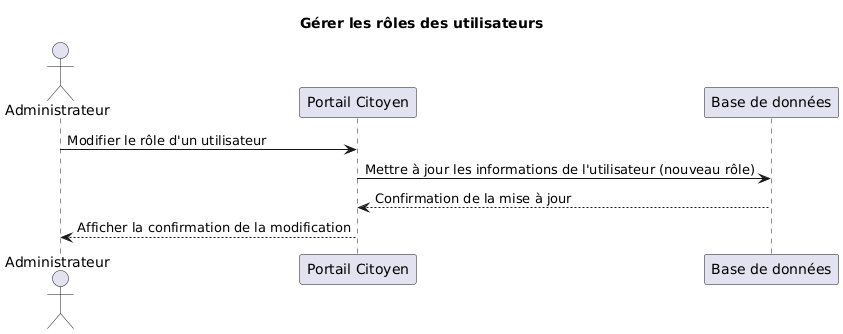 Gérer les rôles des utilisateurs
Administrateur
Portail Citoyen
Base de données
Modifier le rôle d'un utilisateur
Mettre à jour les informations de l'utilisateur (nouveau rôle)
Confirmation de la mise à jour
Afficher la confirmation de la modification
Administrateur
Portail Citoyen
Base de données